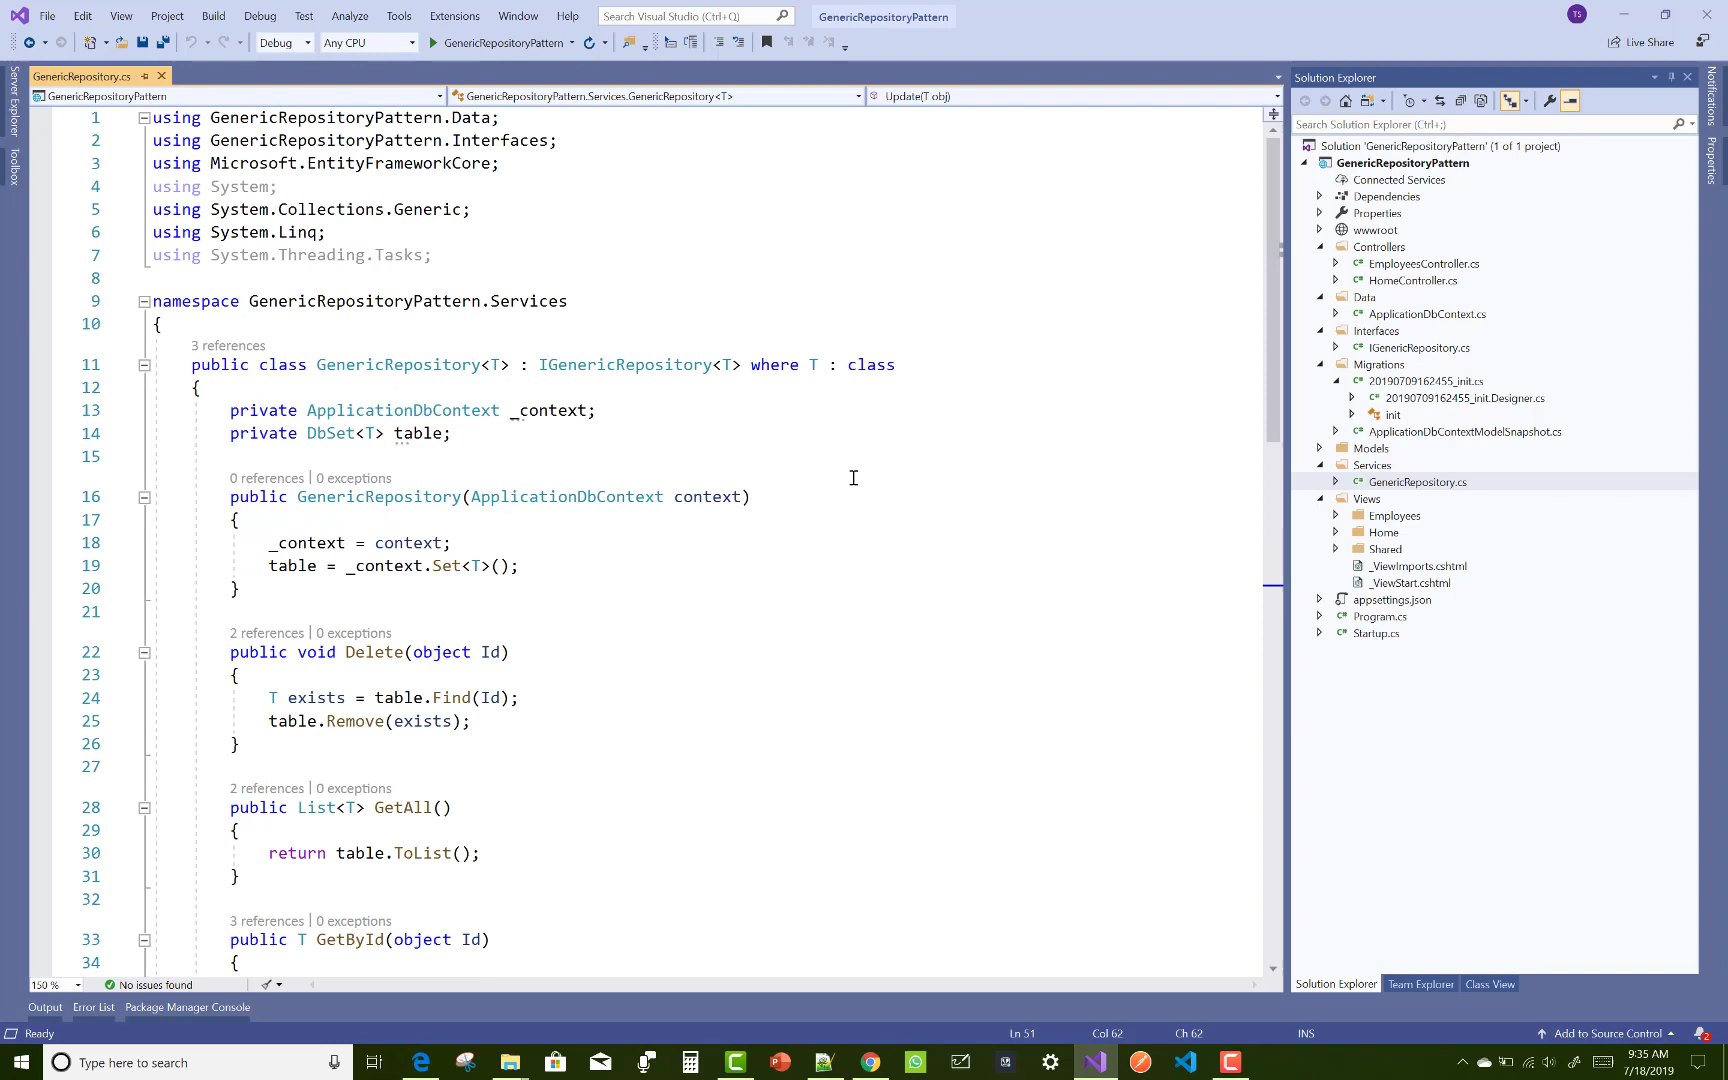 File Edit View Project Build Debug Test Analyze Tools Extensions Window Help Search Visual Studio (Ctrl+Q) GenericRepositoryPattern TS
Debug Any CPU GenericRepositoryPattern Live Share
GenericRepository.cs
GenericRepositoryPattern GenericRepositoryPattern.Services.GenericRepository<T> Update(T obj)
Server Explorer
Toolbox
1 using GenericRepositoryPattern.Data;
2 using GenericRepositoryPattern.Interfaces;
3 using Microsoft.EntityFrameworkCore;
4 using System;
5 using System.Collections.Generic;
6 using System.Linq;
7 using System.Threading.Tasks;
8
9 namespace GenericRepositoryPattern.Services
10 {
3 references
11 public class GenericRepository<T> : IGenericRepository<T> where T : class
12 {
13 private ApplicationDbContext _context;
14 private DbSet<T> table;
15
0 references | 0 exceptions
16 public GenericRepository(ApplicationDbContext context)
17 {
18 _context = context;
19 table = _context.Set<T>();
20 }
21
2 references | 0 exceptions
22 public void Delete(object Id)
23 {
24 T exists = table.Find(Id);
25 table.Remove(exists);
26 }
27
2 references | 0 exceptions
28 public List<T> GetAll()
29 {
30 return table.ToList();
31 }
32
3 references | 0 exceptions
33 public T GetById(object Id)
34 {
150 % No issues found
Solution Explorer
Search Solution Explorer (Ctrl+;)
Solution 'GenericRepositoryPattern' (1 of 1 project)
GenericRepositoryPattern
Connected Services
Dependencies
Properties
wwwroot
Controllers
C# EmployeesController.cs
C# HomeController.cs
Data
C# ApplicationDbContext.cs
Interfaces
C# IGenericRepository.cs
Migrations
C# 20190709162455_init.cs
C# 20190709162455_init.Designer.cs
init
C# ApplicationDbContextModelSnapshot.cs
Models
Services
C# GenericRepository.cs
Views
Employees
Home
Shared
_ViewImports.cshtml
_ViewStart.cshtml
appsettings.json
C# Program.cs
C# Startup.cs
Solution Explorer Team Explorer Class View
Notifications
Properties
Output Error List Package Manager Console
Ready Ln 51 Col 62 Ch 62 INS Add to Source Control 2
Type here to search 9:35 AM
7/18/2019